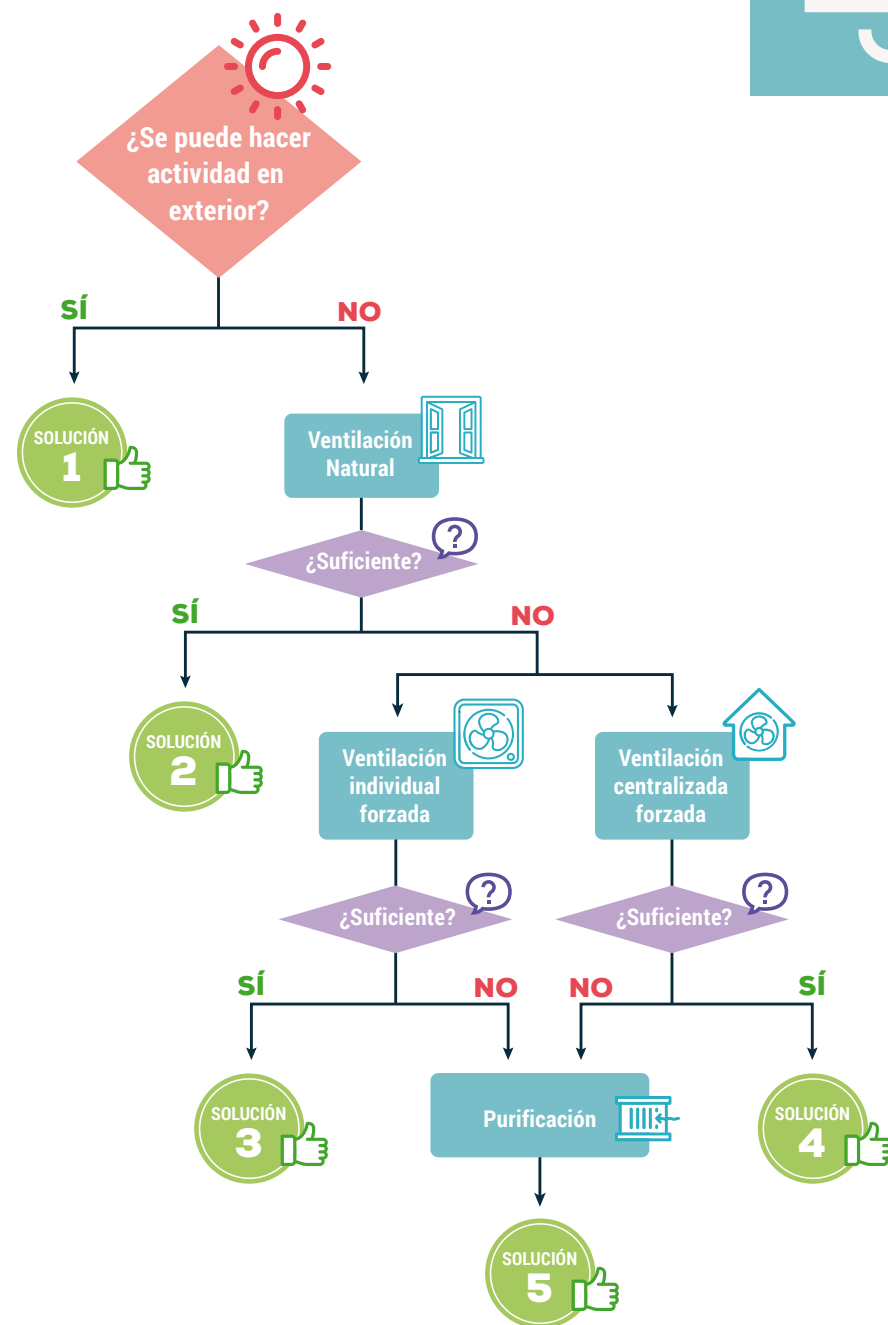 ¿Se puede hacer
actividad en
exterior?
SÍ
NO
SOLUCIÓN
1
Ventilación
Natural
¿Suficiente?
?
SÍ
NO
SOLUCIÓN
2
Ventilación
individual
forzada
Ventilación
centralizada
forzada
¿Suficiente?
?
¿Suficiente?
?
SÍ
NO
NO
SÍ
SOLUCIÓN
3
Purificación
SOLUCIÓN
4
SOLUCIÓN
5